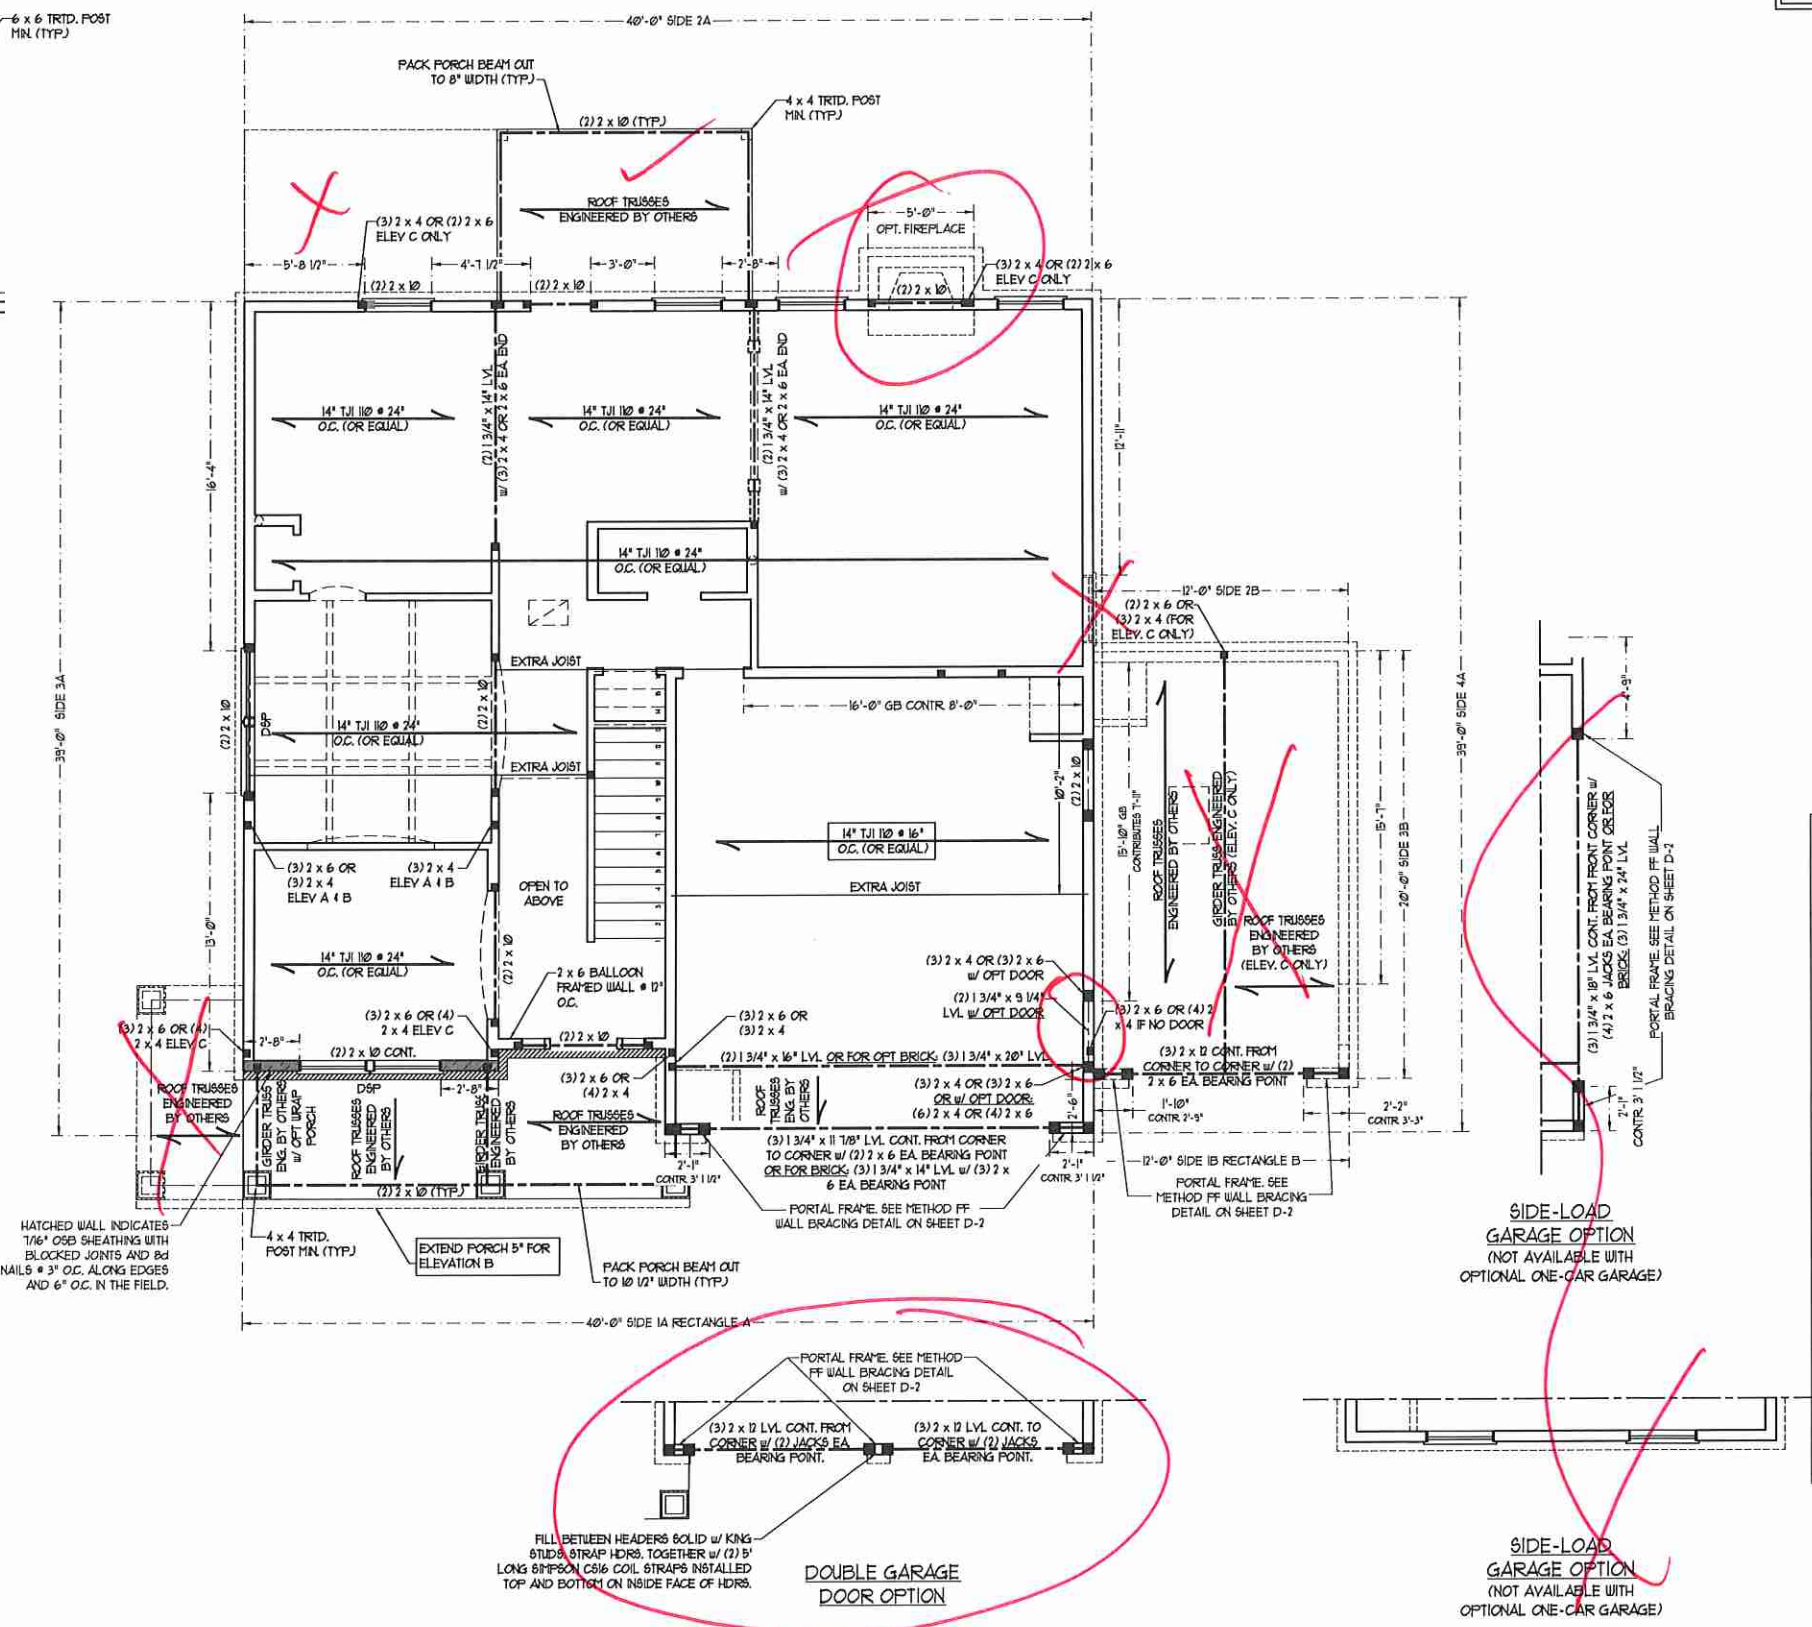 6 x 6 TRTD. POST
MIN. (TYP.)
40'-0" SIDE 2A
PACK PORCH BEAM OUT
TO 8" WIDTH (TYP.)
4 x 4 TRTD. POST
MIN. (TYP.)
(2) 2 x 10 (TYP.)
ROOF TRUSSES
ENGINEERED BY OTHERS
(3) 2 x 4 OR (2) 2 x 6
ELEV C ONLY
5'-0"
OPT. FIREPLACE
(3) 2 x 4 OR (2) 2 x 6
ELEV C ONLY
5'-8 1/2"
4'-7 1/2"
3'-0"
2'-8"
(2) 2 x 10
(2) 2 x 10
(2) 2 x 10
39'-0" SIDE 3A
16'-4"
(2) 1 3/4" x 14" LVL
w/ (3) 2 x 4 OR 2 x 6 EA. END
(2) 1 3/4" x 14" LVL
w/ (3) 2 x 4 OR 2 x 6 EA. END
14" TJI 110 @ 24"
O.C. (OR EQUAL)
14" TJI 110 @ 24"
O.C. (OR EQUAL)
14" TJI 110 @ 24"
O.C. (OR EQUAL)
12'-11"
14" TJI 110 @ 24"
O.C. (OR EQUAL)
12'-0" SIDE 2B
(2) 2 x 6 OR
(3) 2 x 4 (FOR
ELEV. C ONLY)
EXTRA JOIST
(2) 2 x 10
DSP
(2) 2 x 10
14" TJI 110 @ 24"
O.C. (OR EQUAL)
EXTRA JOIST
16'-0" GB CONTR. 8'-0"
10'-2"
(2) 2 x 10
15'-10" GB
CONTRIBUTES 7'-11"
ROOF TRUSSES
ENGINEERED BY OTHERS
GIRDER TRUSS ENGINEERED
BY OTHERS (ELEV. C ONLY)
15'-7"
20'-0" SIDE 3B
39'-0" SIDE 4A
14" TJI 110 @ 16"
O.C. (OR EQUAL)
EXTRA JOIST
(3) 2 x 6 OR
(3) 2 x 4
ELEV A & B
(3) 2 x 4
ELEV A & B
OPEN TO
ABOVE
13'-0"
14" TJI 110 @ 24"
O.C. (OR EQUAL)
(2) 2 x 10
2 x 6 BALLOON
FRAMED WALL @ 12"
O.C.
ROOF TRUSSES
ENGINEERED
BY OTHERS
(ELEV. C ONLY)
(3) 2 x 4 OR (3) 2 x 6
w/ OPT DOOR
(2) 1 3/4" x 9 1/4"
LVL w/ OPT DOOR
(3) 2 x 6 OR (4) 2
x 4 IF NO DOOR
(3) 2 x 6 OR (4)
2 x 4 ELEV C
2'-8"
(2) 2 x 10 CONT.
(3) 2 x 6 OR (4)
2 x 4 ELEV C
(2) 2 x 10
(3) 2 x 6 OR
(3) 2 x 4
(2) 1 3/4" x 16" LVL OR FOR OPT BRICK: (3) 1 3/4" x 20" LVL
(3) 2 x 12 CONT. FROM
CORNER TO CORNER w/ (2)
2 x 6 EA. BEARING POINT
DSP
2'-8"
(3) 2 x 6 OR
(4) 2 x 4
(3) 2 x 4 OR (3) 2 x 6
OR w/ OPT DOOR:
(6) 2 x 4 OR (4) 2 x 6
2'-6"
1'-10"
CONTR 2'-9"
2'-2"
CONTR 3'-3"
ROOF TRUSSES
ENGINEERED
BY OTHERS
GIRDER TRUSS
ENG. BY OTHERS
w/ OPT WRAP
PORCH
ROOF TRUSSES
ENGINEERED
BY OTHERS
GIRDER TRUSS
ENGINEERED
BY OTHERS
ROOF TRUSSES
ENGINEERED
BY OTHERS
ROOF
TRUSSES
ENG. BY
OTHERS
(3) 1 3/4" x 11 7/8" LVL CONT. FROM CORNER
TO CORNER w/ (2) 2 x 6 EA. BEARING POINT
OR FOR BRICK: (3) 1 3/4" x 14" LVL w/ (3) 2 x
6 EA. BEARING POINT
2'-1"
CONTR. 3' 1 1/2"
2'-1"
CONTR. 3' 1 1/2"
12'-0" SIDE 1B RECTANGLE B
PORTAL FRAME. SEE
METHOD PF WALL BRACING
DETAIL ON SHEET D-2
(2) 2 x 10 (TYP.)
PORTAL FRAME. SEE METHOD PF
WALL BRACING DETAIL ON SHEET D-2
HATCHED WALL INDICATES
7/16" OSB SHEATHING WITH
BLOCKED JOINTS AND 8d
NAILS @ 3" O.C. ALONG EDGES
AND 6" O.C. IN THE FIELD.
4 x 4 TRTD.
POST MIN. (TYP.)
EXTEND PORCH 5" FOR
ELEVATION B
PACK PORCH BEAM OUT
TO 10 1/2" WIDTH (TYP.)
40'-0" SIDE 1A RECTANGLE A
(3) 1 3/4" x 18" LVL CONT. FROM FRONT CORNER w/
(4) 2 x 6 JACKS EA. BEARING POINT OR FOR
BRICK: (3) 1 3/4" x 24" LVL
PORTAL FRAME. SEE METHOD PF WALL
BRACING DETAIL ON SHEET D-2
2'-1"
CONTR 3' 1 1/2"
SIDE-LOAD
GARAGE OPTION
(NOT AVAILABLE WITH
OPTIONAL ONE-CAR GARAGE)
PORTAL FRAME. SEE METHOD
PF WALL BRACING DETAIL
ON SHEET D-2
(3) 2 x 12 LVL CONT. FROM
CORNER w/ (2) JACKS EA.
BEARING POINT.
(3) 2 x 12 LVL CONT. TO
CORNER w/ (2) JACKS
EA. BEARING POINT.
FILL BETWEEN HEADERS SOLID w/ KING
STUDS. STRAP HDRS. TOGETHER w/ (2) 5'
LONG SIMPSON CS16 COIL STRAPS INSTALLED
TOP AND BOTTOM ON INSIDE FACE OF HDRS.
DOUBLE GARAGE
DOOR OPTION
SIDE-LOAD
GARAGE OPTION
(NOT AVAILABLE WITH
OPTIONAL ONE-CAR GARAGE)